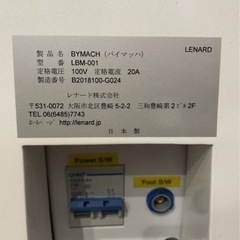 LENARD
製 品 名 BYMACH（バイマッハ）
型 番 LBM-001
定格電圧 100V 定格電流 20A
製造番号 B2018100-G024
レナード株式会社
〒531-0072 大阪市北区豊崎 5-2-2 三和豊崎第２ビル２F
TEL.06(6485)7743
ﾎｰﾑﾍﾟｰｼﾞ http://lenard.jp
日 本 製
Power S/W
Foot S/W
CHNT